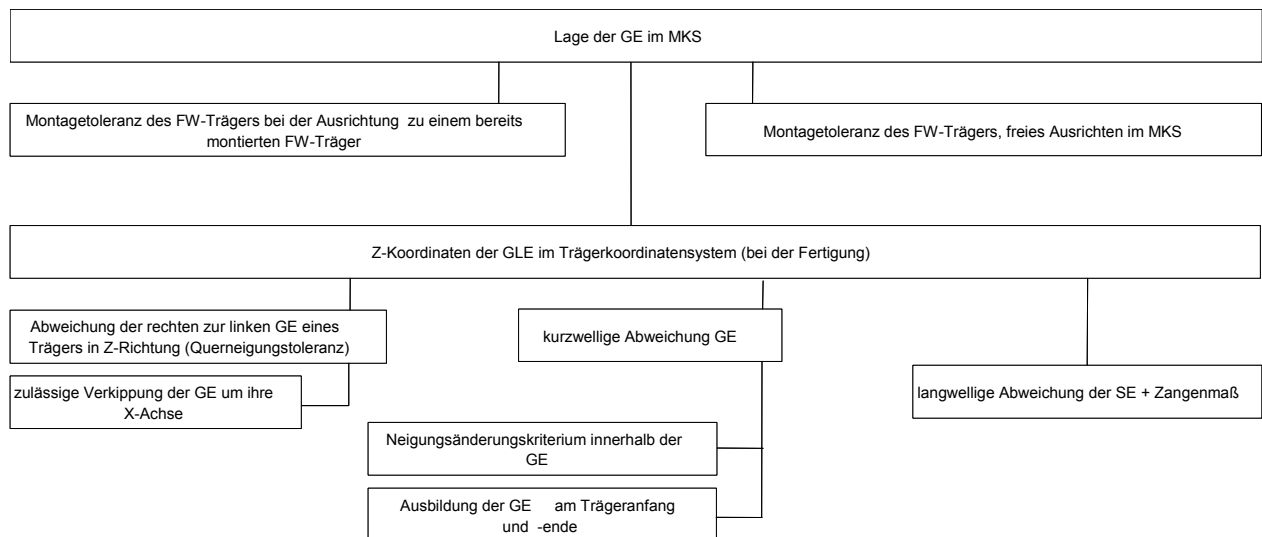 Lage der GE im MKS
Montagetoleranz des FW-Trägers bei der Ausrichtung zu einem bereits
montierten FW-Träger
Montagetoleranz des FW-Trägers, freies Ausrichten im MKS
Z-Koordinaten der GLE im Trägerkoordinatensystem (bei der Fertigung)
Abweichung der rechten zur linken GE eines
Trägers in Z-Richtung (Querneigungstoleranz)
kurzwellige Abweichung GE
zulässige Verkippung der GE um ihre
X-Achse
langwellige Abweichung der SE + Zangenmaß
Neigungsänderungskriterium innerhalb der
GE
Ausbildung der GE am Trägeranfang
und -ende